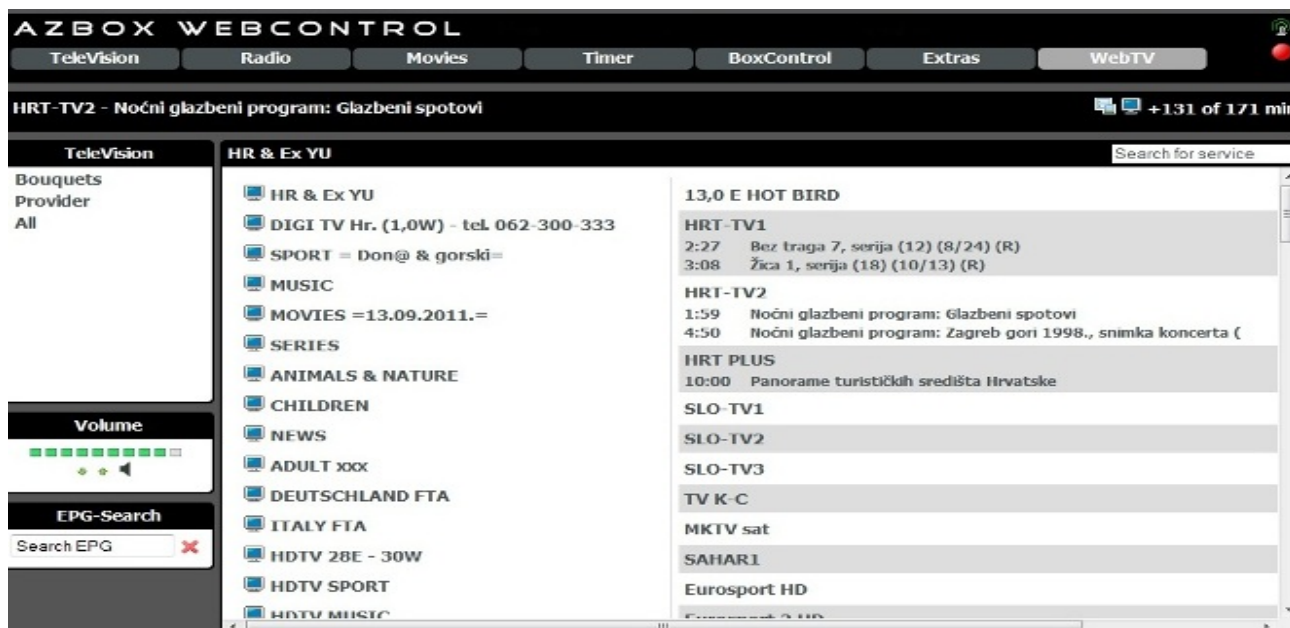 AZBOX WEBCONTROL
TeleVision Radio Movies Timer BoxControl Extras WebTV
HRT-TV2 - Noćni glazbeni program: Glazbeni spotovi
+131 of 171 min
TeleVision
Bouquets
Provider
All
Volume
EPG-Search
Search EPG
HR & Ex YU
Search for service
HR & Ex YU
DIGI TV Hr. (1,0W) - tel. 062-300-333
SPORT = Don@ & gorski=
MUSIC
MOVIES =13.09.2011.=
SERIES
ANIMALS & NATURE
CHILDREN
NEWS
ADULT xxx
DEUTSCHLAND FTA
ITALY FTA
HDTV 28E - 30W
HDTV SPORT
HDTV MUSIC
13,0 E HOT BIRD
HRT-TV1
2:27 Bez traga 7, serija (12) (8/24) (R)
3:08 Žica 1, serija (18) (10/13) (R)
HRT-TV2
1:59 Noćni glazbeni program: Glazbeni spotovi
4:50 Noćni glazbeni program: Zagreb gori 1998., snimka koncerta (
HRT PLUS
10:00 Panorame turističkih središta Hrvatske
SLO-TV1
SLO-TV2
SLO-TV3
TV K-C
MKTV sat
SAHAR1
Eurosport HD
Eurosport 2 HD